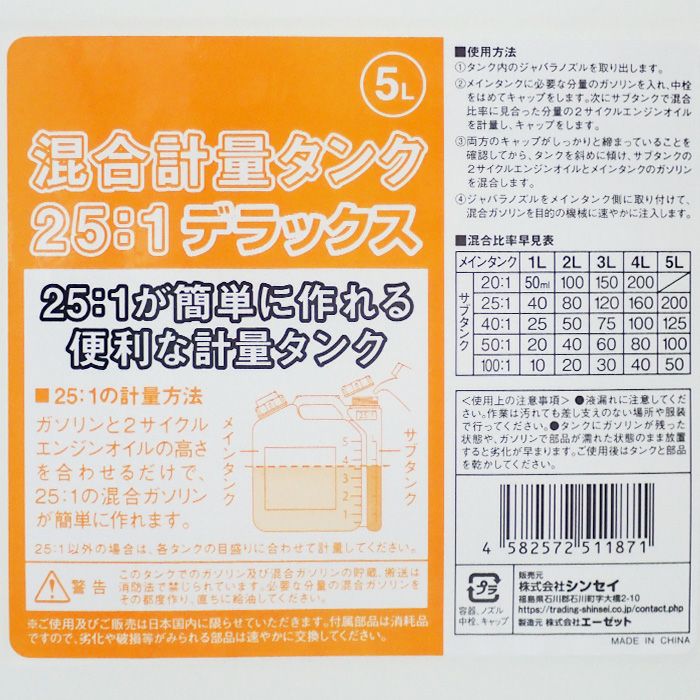 5L
混合計量タンク
25:1デラックス
25:1が簡単に作れる
便利な計量タンク
■25:1の計量方法
ガソリンと2サイクル
エンジンオイルの高さ
を合わせるだけで、
25:1の混合ガソリン
が簡単に作れます。
メインタンク
サブタンク
5
4
3
2
1
25:1以外の場合は、各タンクの目盛りに合わせて計量してください。
警告
このタンクでのガソリン及び混合ガソリンの貯蔵、搬送は
消防法で禁じられています。必要な分量の混合ガソリンを
その都度作り、直ちに給油してください。
※ご使用及びご販売は日本国内に限らせていただきます。付属部品は消耗品
ですので、劣化や破損等がみられる部品は速やかに交換してください。
■使用方法
①タンク内のジャバラノズルを取り出します。
②メインタンクに必要な分量のガソリンを入れ、中栓
をはめてキャップをします。次にサブタンクで混合
比率に見合った分量の2サイクルエンジンオイル
を計量し、キャップをします。
③両方のキャップがしっかりと締まっていることを
確認してから、タンクを斜めに傾け、サブタンクの
2サイクルエンジンオイルとメインタンクのガソリン
を混合します。
④ジャバラノズルをメインタンク側に取り付けて、
混合ガソリンを目的の機械に速やかに注入します。
■混合比率早見表
メインタンク 1L 2L 3L 4L 5L
サブタンク
20:1 50ml 100 150 200
25:1 40 80 120 160 200
40:1 25 50 75 100 125
50:1 20 40 60 80 100
100:1 10 20 30 40 50
<使用上の注意事項> ●液漏れに注意してくだ
さい。作業は汚れても差し支えのない場所や服装
で行ってください。●タンクにガソリンが残った
状態や、ガソリンで部品が濡れた状態のまま放置
すると劣化が早まります。ご使用後はタンクと部品
を乾かしてください。
4 582572 511871
プラ
容器、ノズル
中栓、キャップ
販売元
株式会社シンセイ
福島県石川郡石川町字大橋2-10
https://trading-shinsei.co.jp/contact.php
製造元 株式会社エーゼット
MADE IN CHINA